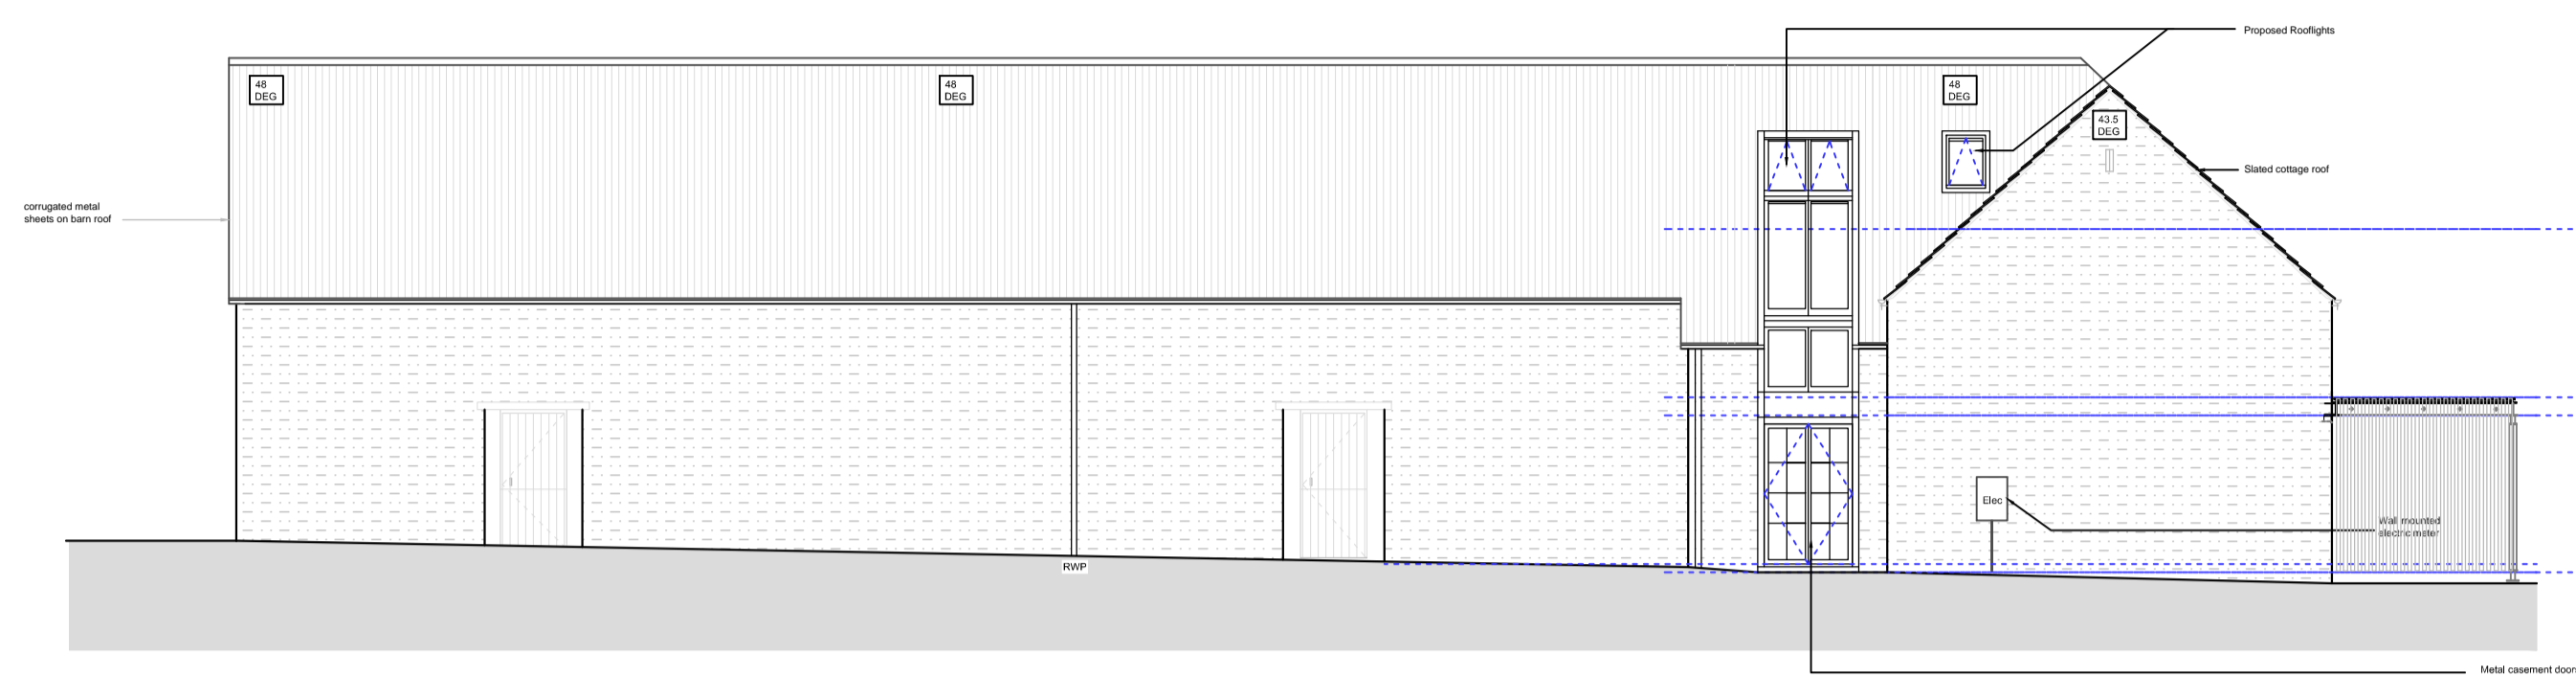 Proposed Rooflights
48
DEG
48
DEG
48
DEG
43.5
DEG
Slated cottage roof
corrugated metal
sheets on barn roof
Elec
Wall mounted
electric meter
RWP
Metal casement doors